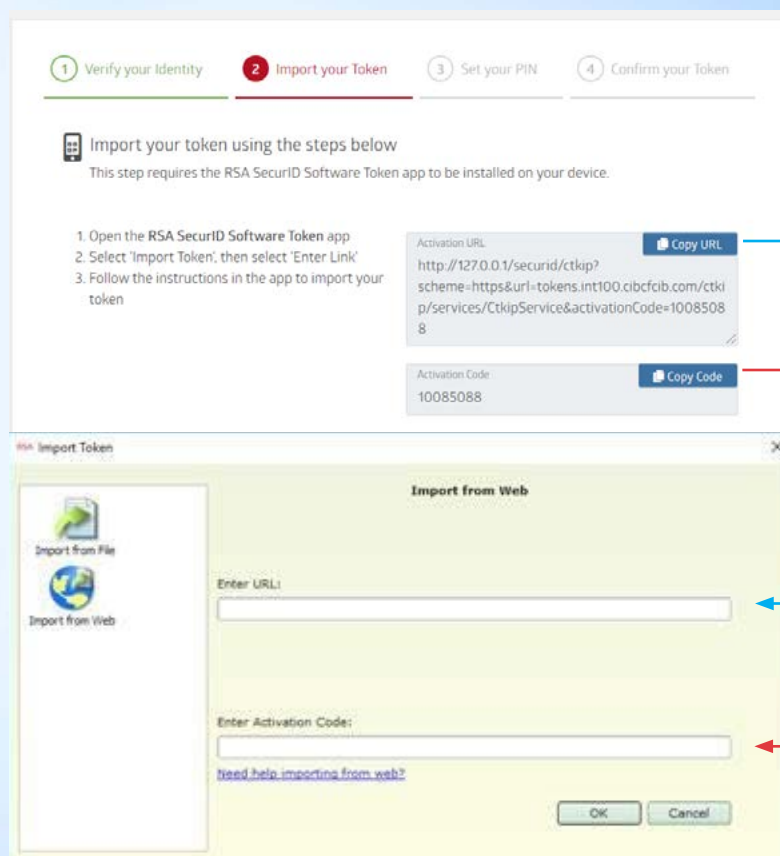 1 Verify your Identity 2 Import your Token 3 Set your PIN 4 Confirm your Token
Import your token using the steps below
This step requires the RSA SecurID Software Token app to be installed on your device.
1. Open the RSA SecurID Software Token app
2. Select 'Import Token', then select 'Enter Link'
3. Follow the instructions in the app to import your
token
Activation URL
Copy URL
http://127.0.0.1/securid/ctkip?
scheme=https&url=tokens.int100.cibcfcib.com/ctki
p/services/CtkipService&activationCode=1008508
8
Activation Code
Copy Code
10085088
RSA Import Token
Import from File
Import from Web
Import from Web
Enter URL:
Enter Activation Code:
Need help importing from web?
OK Cancel